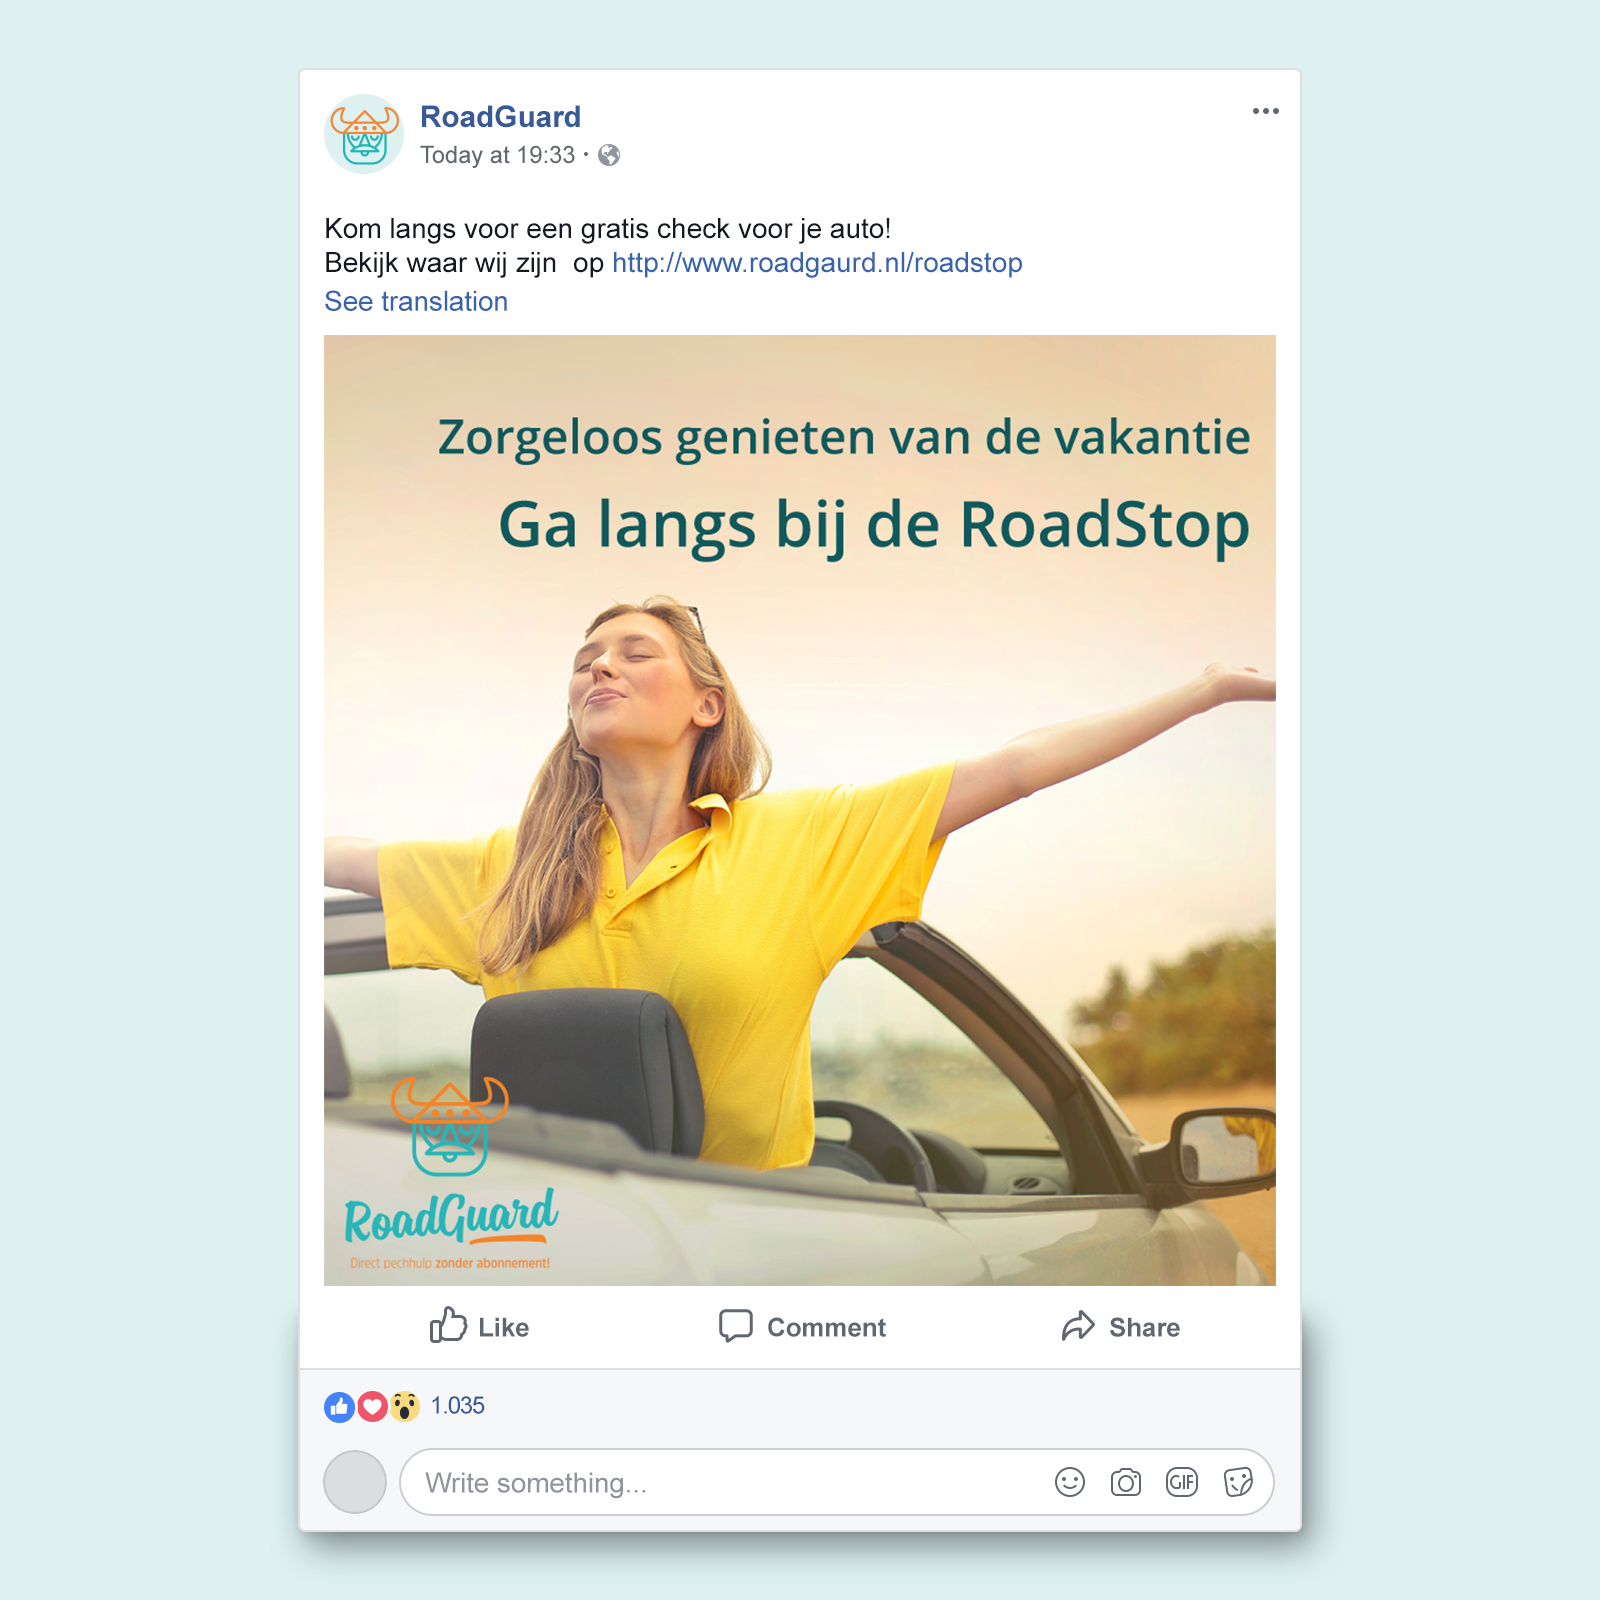 RoadGuard
Today at 19:33 ·
Kom langs voor een gratis check voor je auto!
Bekijk waar wij zijn  op http://www.roadgaurd.nl/roadstop
See translation
Zorgeloos genieten van de vakantie
Ga langs bij de RoadStop
RoadGuard
Direct pechhulp zonder abonnement!
Like Comment Share
1.035
Write something... GIF